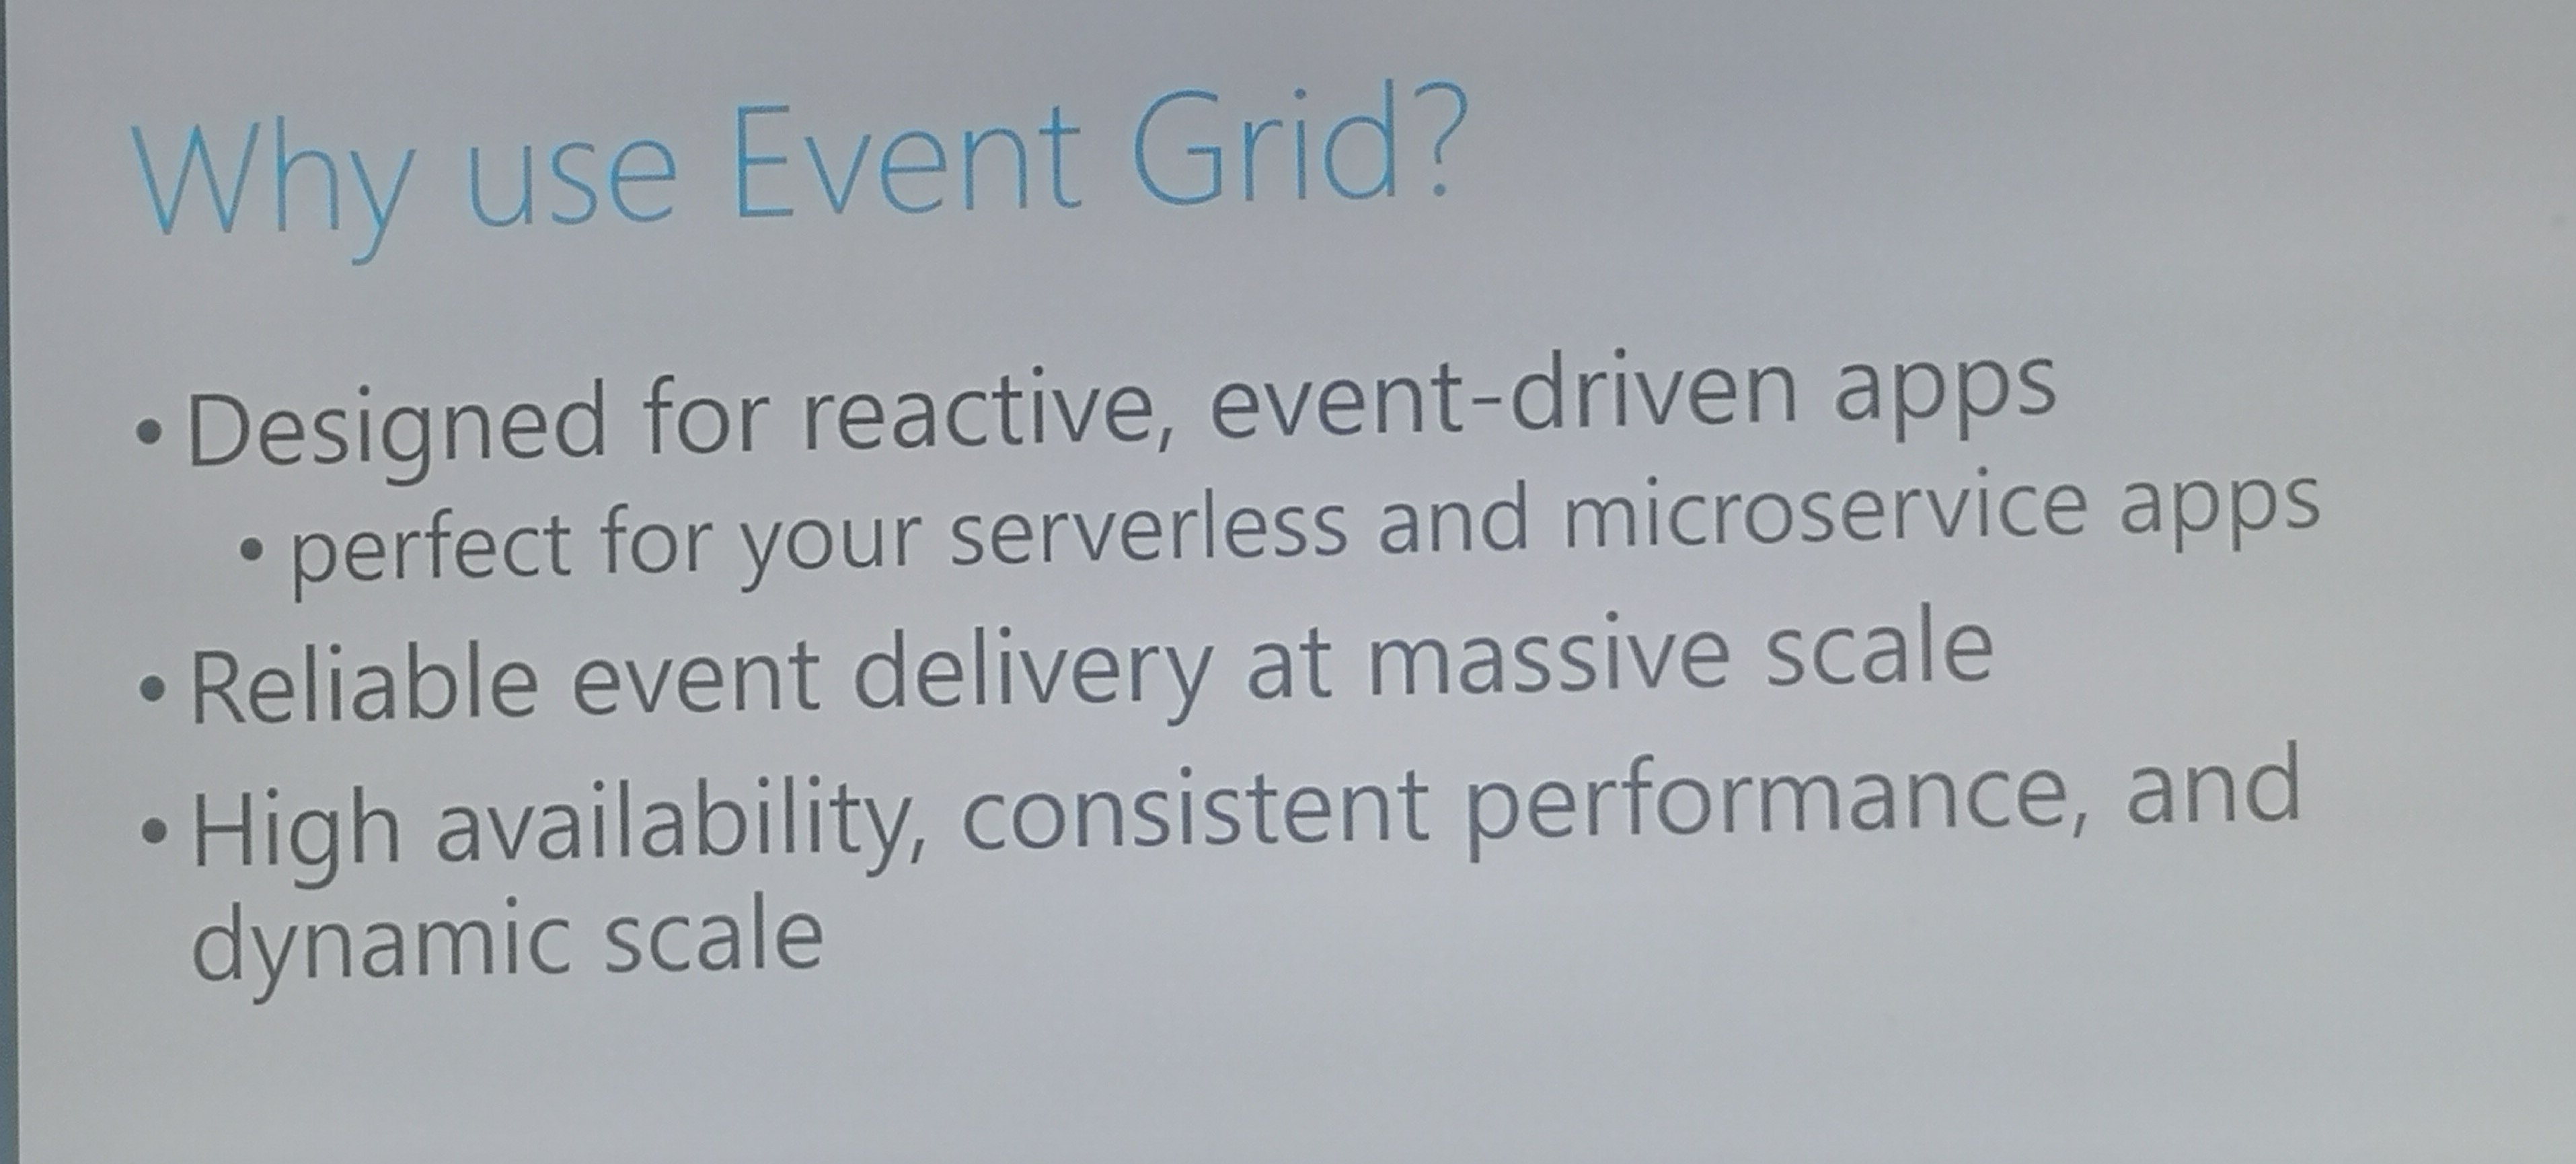 Why use Event Grid?
• Designed for reactive, event-driven apps
• perfect for your serverless and microservice apps
• Reliable event delivery at massive scale
• High availability, consistent performance, and
dynamic scale